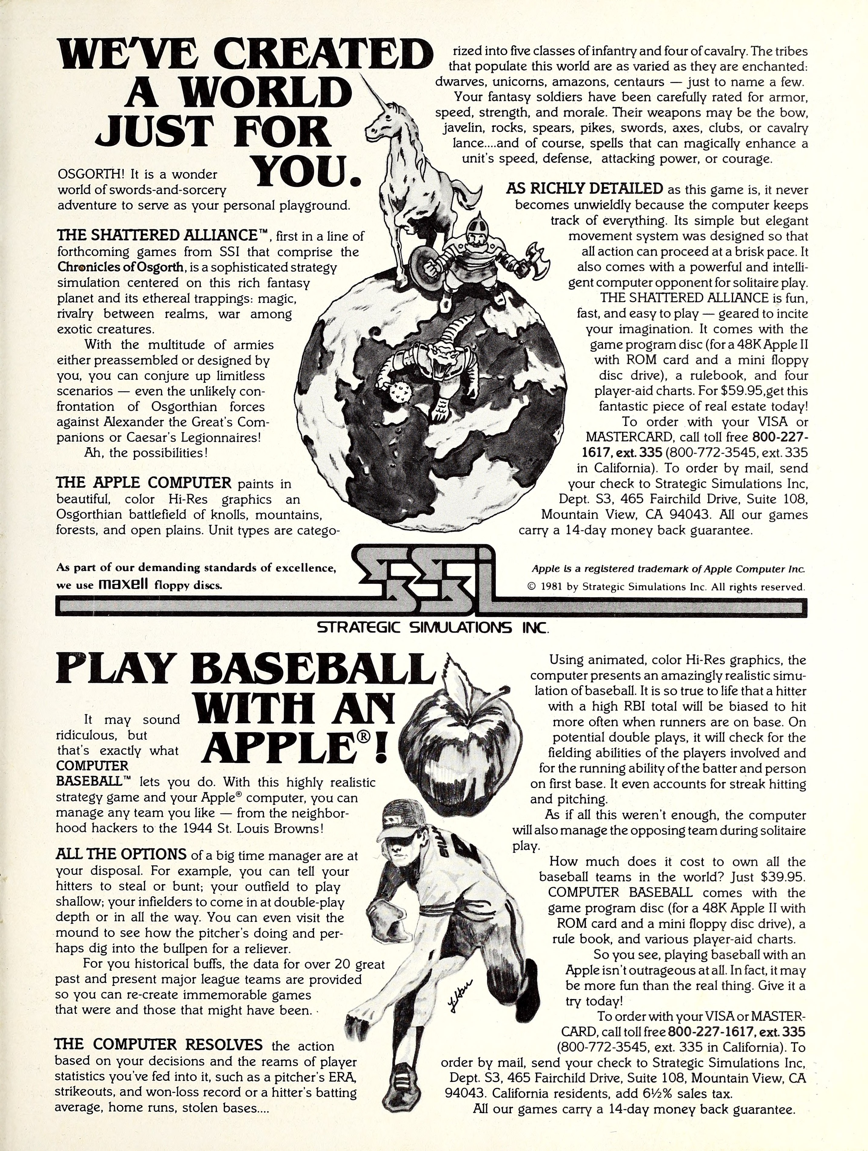 WE'VE CREATED
A WORLD
JUST FOR
YOU.
OSGORTH! It is a wonder
world of swords-and-sorcery
adventure to serve as your personal playground.
THE SHATTERED ALLIANCE™, first in a line of
forthcoming games from SSI that comprise the
Chronicles of Osgorth, is a sophisticated strategy
simulation centered on this rich fantasy
planet and its ethereal trappings: magic,
rivalry between realms, war among
exotic creatures.
With the multitude of armies
either preassembled or designed by
you, you can conjure up limitless
scenarios — even the unlikely con-
frontation of Osgorthian forces
against Alexander the Great's Com-
panions or Caesar's Legionnaires!
Ah, the possibilities!
THE APPLE COMPUTER paints in
beautiful, color Hi-Res graphics an
Osgorthian battlefield of knolls, mountains,
forests, and open plains. Unit types are catego-
rized into five classes of infantry and four of cavalry. The tribes
that populate this world are as varied as they are enchanted:
dwarves, unicorns, amazons, centaurs — just to name a few.
Your fantasy soldiers have been carefully rated for armor,
speed, strength, and morale. Their weapons may be the bow,
javelin, rocks, spears, pikes, swords, axes, clubs, or cavalry
lance....and of course, spells that can magically enhance a
unit's speed, defense, attacking power, or courage.
AS RICHLY DETAILED as this game is, it never
becomes unwieldly because the computer keeps
track of everything. Its simple but elegant
movement system was designed so that
all action can proceed at a brisk pace. It
also comes with a powerful and intelli-
gent computer opponent for solitaire play.
THE SHATTERED ALLIANCE is fun,
fast, and easy to play — geared to incite
your imagination. It comes with the
game program disc (for a 48K Apple II
with ROM card and a mini floppy
disc drive), a rulebook, and four
player-aid charts. For $59.95,get this
fantastic piece of real estate today!
To order with your VISA or
MASTERCARD, call toll free 800-227-
1617, ext. 335 (800-772-3545, ext. 335
in California). To order by mail, send
your check to Strategic Simulations Inc,
Dept. S3, 465 Fairchild Drive, Suite 108,
Mountain View, CA 94043. All our games
carry a 14-day money back guarantee.
As part of our demanding standards of excellence,
we use maxell floppy discs.
SSI
Apple is a registered trademark of Apple Computer Inc.
© 1981 by Strategic Simulations Inc. All rights reserved.
STRATEGIC SIMULATIONS INC.
PLAY BASEBALL
WITH AN
APPLE®!
It may sound
ridiculous, but
that's exactly what
COMPUTER
BASEBALL™ lets you do. With this highly realistic
strategy game and your Apple® computer, you can
manage any team you like — from the neighbor-
hood hackers to the 1944 St. Louis Browns!
ALL THE OPTIONS of a big time manager are at
your disposal. For example, you can tell your
hitters to steal or bunt; your outfield to play
shallow; your infielders to come in at double-play
depth or in all the way. You can even visit the
mound to see how the pitcher's doing and per-
haps dig into the bullpen for a reliever.
For you historical buffs, the data for over 20 great
past and present major league teams are provided
so you can re-create immemorable games
that were and those that might have been.
THE COMPUTER RESOLVES the action
based on your decisions and the reams of player
statistics you've fed into it, such as a pitcher's ERA,
strikeouts, and won-loss record or a hitter's batting
average, home runs, stolen bases....
Using animated, color Hi-Res graphics, the
computer presents an amazingly realistic simu-
lation of baseball. It is so true to life that a hitter
with a high RBI total will be biased to hit
more often when runners are on base. On
potential double plays, it will check for the
fielding abilities of the players involved and
for the running ability of the batter and person
on first base. It even accounts for streak hitting
and pitching.
As if all this weren't enough, the computer
will also manage the opposing team during solitaire
play.
How much does it cost to own all the
baseball teams in the world? Just $39.95.
COMPUTER BASEBALL comes with the
game program disc (for a 48K Apple II with
ROM card and a mini floppy disc drive), a
rule book, and various player-aid charts.
So you see, playing baseball with an
Apple isn't outrageous at all. In fact, it may
be more fun than the real thing. Give it a
try today!
To order with your VISA or MASTER-
CARD, call toll free 800-227-1617, ext. 335
(800-772-3545, ext. 335 in California). To
order by mail, send your check to Strategic Simulations Inc,
Dept. S3, 465 Fairchild Drive, Suite 108, Mountain View, CA
94043. California residents, add 6½% sales tax.
All our games carry a 14-day money back guarantee.